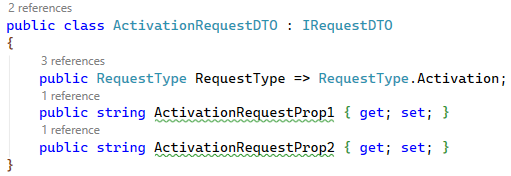 2 references
public class ActivationRequestDTO : IRequestDTO
{
3 references
public RequestType RequestType => RequestType.Activation;
1 reference
public string ActivationRequestProp1 { get; set; }
1 reference
public string ActivationRequestProp2 { get; set; }
}